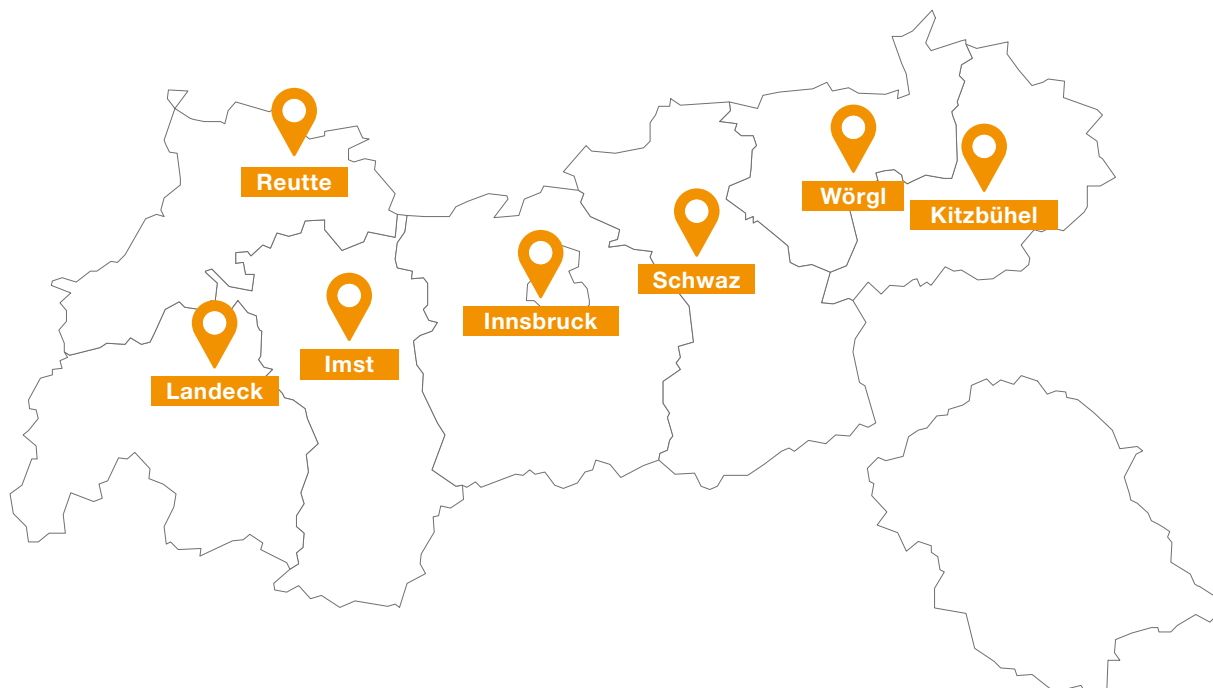 Reutte
Wörgl
Kitzbühel
Schwaz
Innsbruck
Imst
Landeck